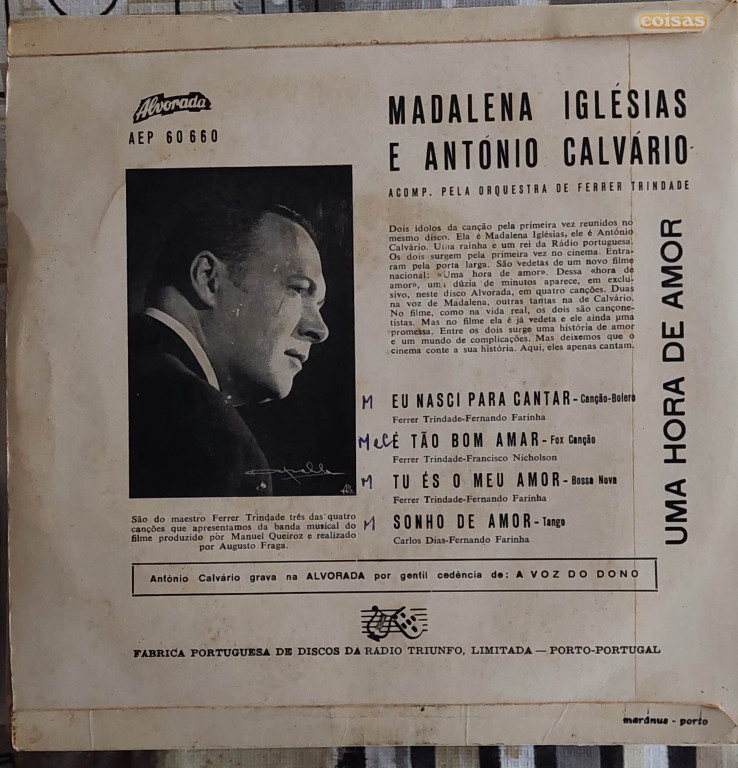 coisas
Alvorada
AEP 60 660
MADALENA IGLÉSIAS
E ANTÓNIO CALVÁRIO
ACOMP. PELA ORQUESTRA DE FERRER TRINDADE
Dois ídolos da canção pela primeira vez reunidos no
mesmo disco. Ela é Madalena Iglésias, ele é António
Calvário. Uma rainha e um rei da Rádio portuguesa.
Os dois surgem pela primeira vez no cinema. Entra-
ram pela porta larga. São vedetas de um novo filme
nacional: «Uma hora de amor». Dessa «hora de
amor», uma dúzia de minutos aparece, em exclu-
sivo, neste disco Alvorada, em quatro canções. Duas
na voz de Madalena, outras tantas na de Calvário.
No filme, como na vida real, os dois são cançone-
tistas. Mas no filme ela é já vedeta e ele ainda uma
promessa. Entre os dois surge uma história de amor
e um mundo de complicações. Mas deixemos que o
cinema conte a sua história. Aqui, eles apenas cantam.
UMA HORA DE AMOR
M EU NASCI PARA CANTAR - Canção-Bolero
Ferrer Trindade-Fernando Farinha
M e C É TÃO BOM AMAR - Fox Canção
Ferrer Trindade-Francisco Nicholson
M TU ÉS O MEU AMOR - Bossa Nova
Ferrer Trindade-Fernando Farinha
M SONHO DE AMOR - Tango
Carlos Dias-Fernando Farinha
São do maestro Ferrer Trindade três das quatro
canções que apresentamos da banda musical do
filme produzido por Manuel Queiroz e realizado
por Augusto Fraga.
António Calvário grava na ALVORADA por gentil cedência de: A VOZ DO DONO
FABRICA PORTUGUESA DE DISCOS DA RADIO TRIUNFO, LIMITADA — PORTO-PORTUGAL
marânus - porto